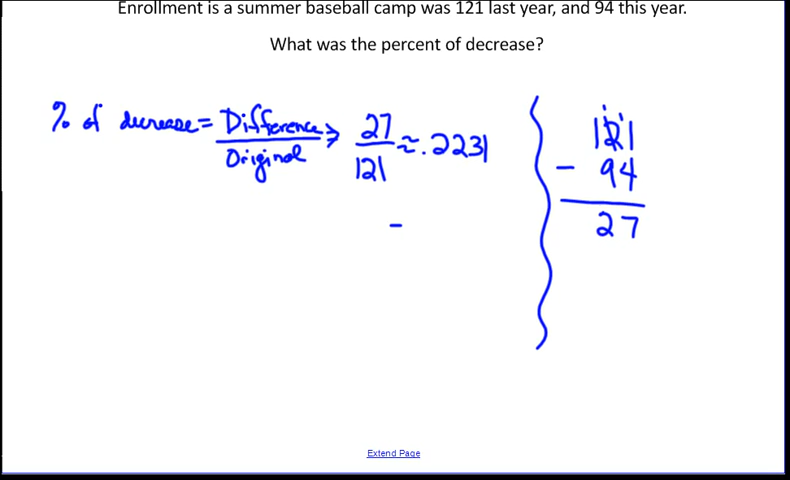 Enrollment is a summer baseball camp was 121 last year, and 94 this year.
What was the percent of decrease?
% of decrease = Difference/Original ⇒ 27/121 ≈ .2231
=
121
- 94
27
Extend Page